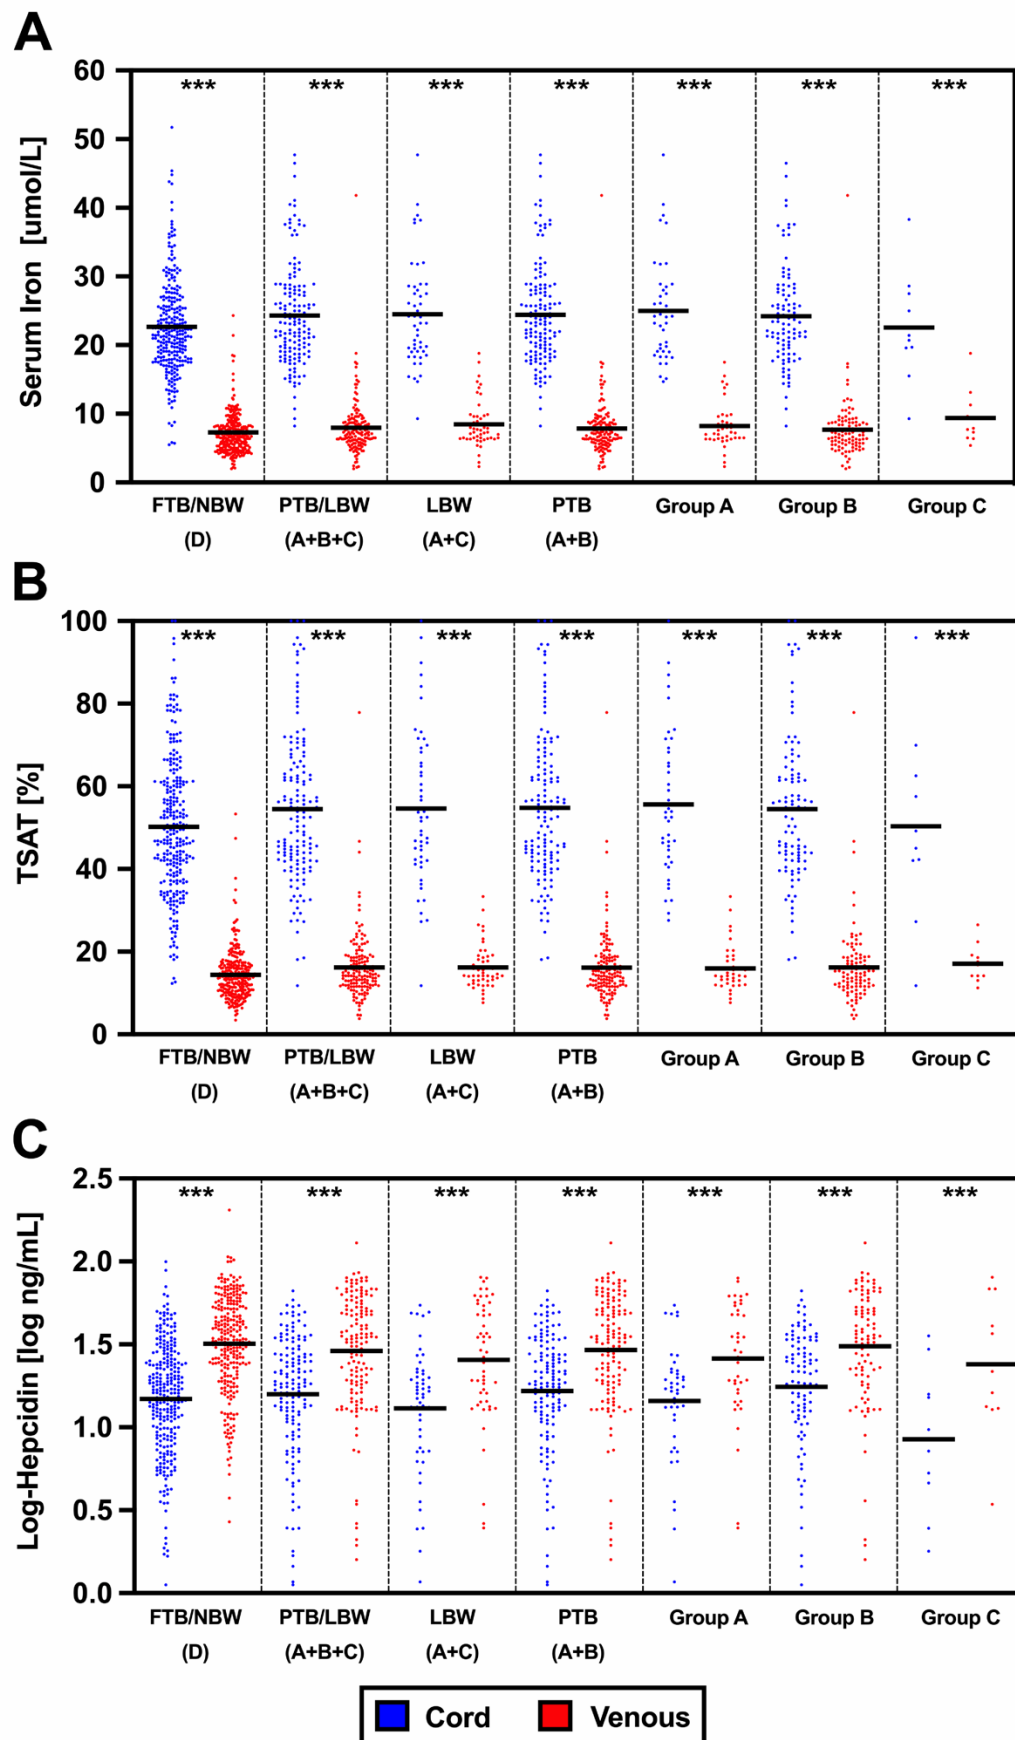 A
Serum Iron [umol/L]
60
50
40
30
20
10
0
*** *** *** *** *** *** ***
FTB/NBW PTB/LBW LBW PTB Group A Group B Group C
(D) (A+B+C) (A+C) (A+B)
B
TSAT [%]
100
80
60
40
20
0
*** *** *** *** *** *** ***
FTB/NBW PTB/LBW LBW PTB Group A Group B Group C
(D) (A+B+C) (A+C) (A+B)
C
Log-Hepcidin [log ng/mL]
2.5
2.0
1.5
1.0
0.5
0.0
*** *** *** *** *** *** ***
FTB/NBW PTB/LBW LBW PTB Group A Group B Group C
(D) (A+B+C) (A+C) (A+B)
Cord Venous